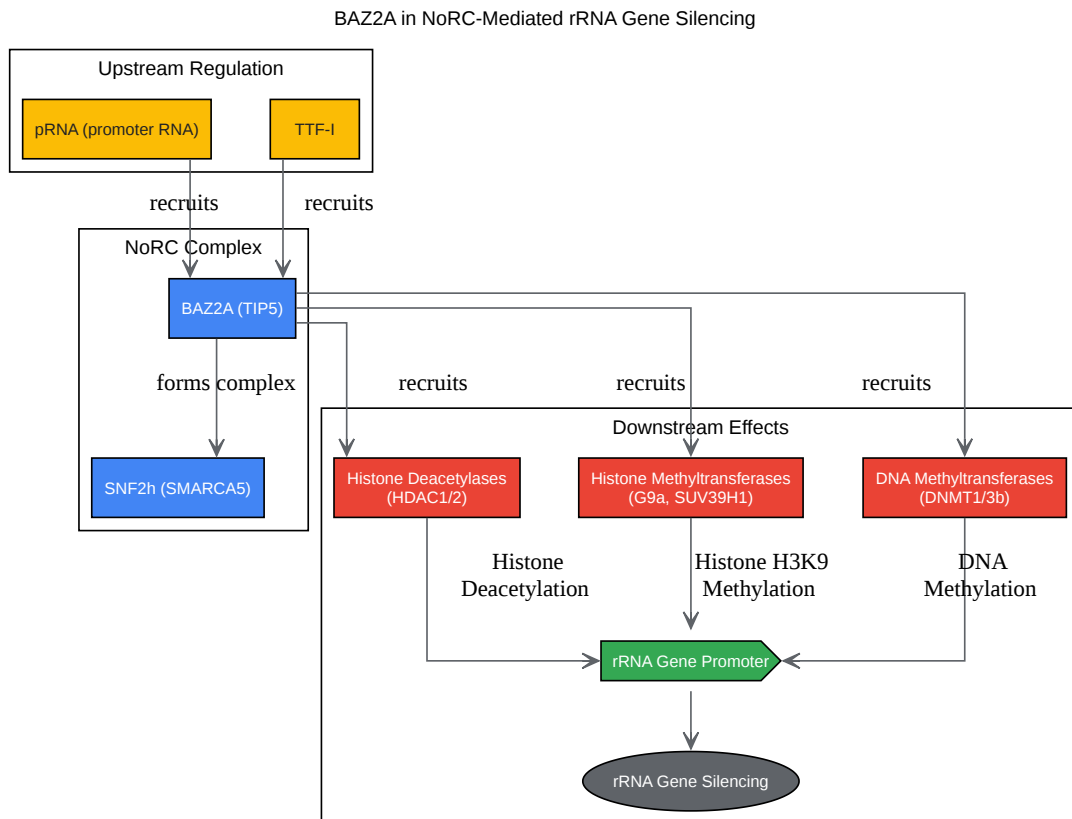 BAZ2A in NoRC-Mediated rRNA Gene Silencing
Upstream Regulation
pRNA (promoter RNA)
TTF-I
recruits
recruits
NoRC Complex
BAZ2A (TIP5)
forms complex
recruits
recruits
recruits
Downstream Effects
SNF2h (SMARCA5)
Histone Deacetylases
(HDAC1/2)
Histone Methyltransferases
(G9a, SUV39H1)
DNA Methyltransferases
(DNMT1/3b)
Histone
Deacetylation
Histone H3K9
Methylation
DNA
Methylation
rRNA Gene Promoter
rRNA Gene Silencing